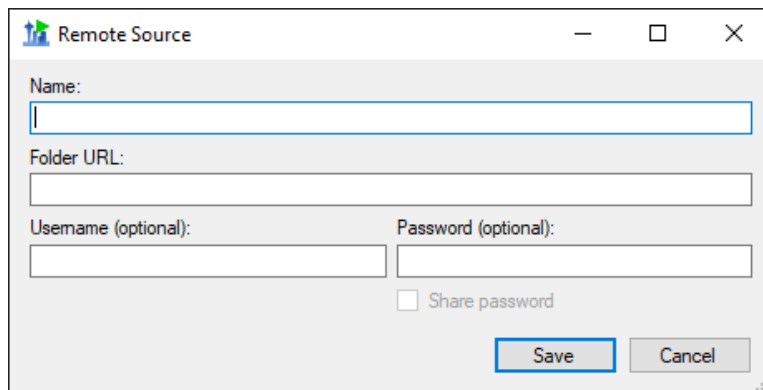 Remote Source
Name:
Folder URL:
Username (optional): Password (optional):
Share password
Save Cancel